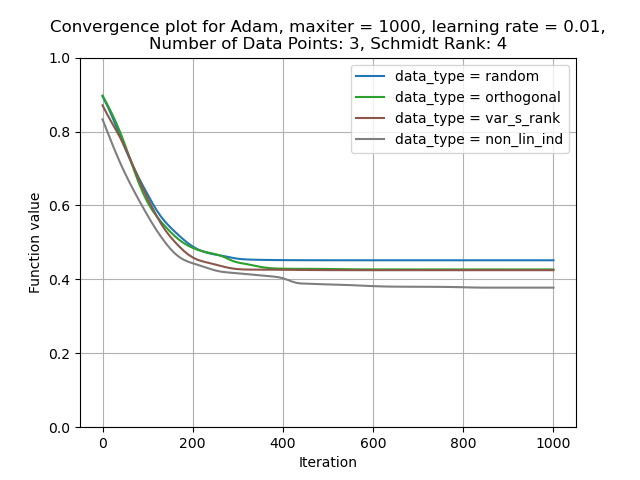 Convergence plot for Adam, maxiter = 1000, learning rate = 0.01,
Number of Data Points: 3, Schmidt Rank: 4
data_type = random
data_type = orthogonal
data_type = var_s_rank
data_type = non_lin_ind
Function value
1.0
0.8
0.6
0.4
0.2
0.0
0 200 400 600 800 1000
Iteration